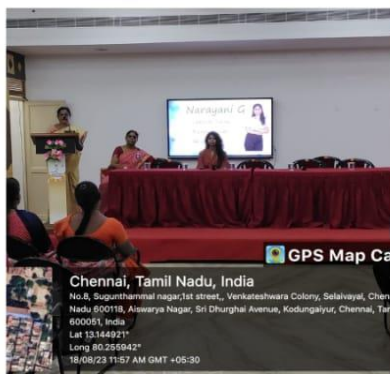 Narayani G
GPS Map Ca
Chennai, Tamil Nadu, India
No.8, Sugunthammal nagar,1st street,, Venkateshwara Colony, Selaivayal, Chen
Nadu 600118, Aiswarya Nagar, Sri Dhurghai Avenue, Kodungaiyur, Chennai, Tar
600051, India
Lat 13.144921°
Long 80.255942°
18/08/23 11:57 AM GMT +05:30